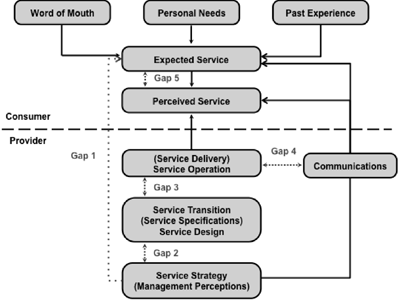 Word of Mouth
Personal Needs
Past Experience
Expected Service
Gap 5
Perceived Service
Consumer
Provider
Gap 1
(Service Delivery)
Service Operation
Gap 4
Communications
Gap 3
Service Transition
(Service Specifications)
Service Design
Gap 2
Service Strategy
(Management Perceptions)